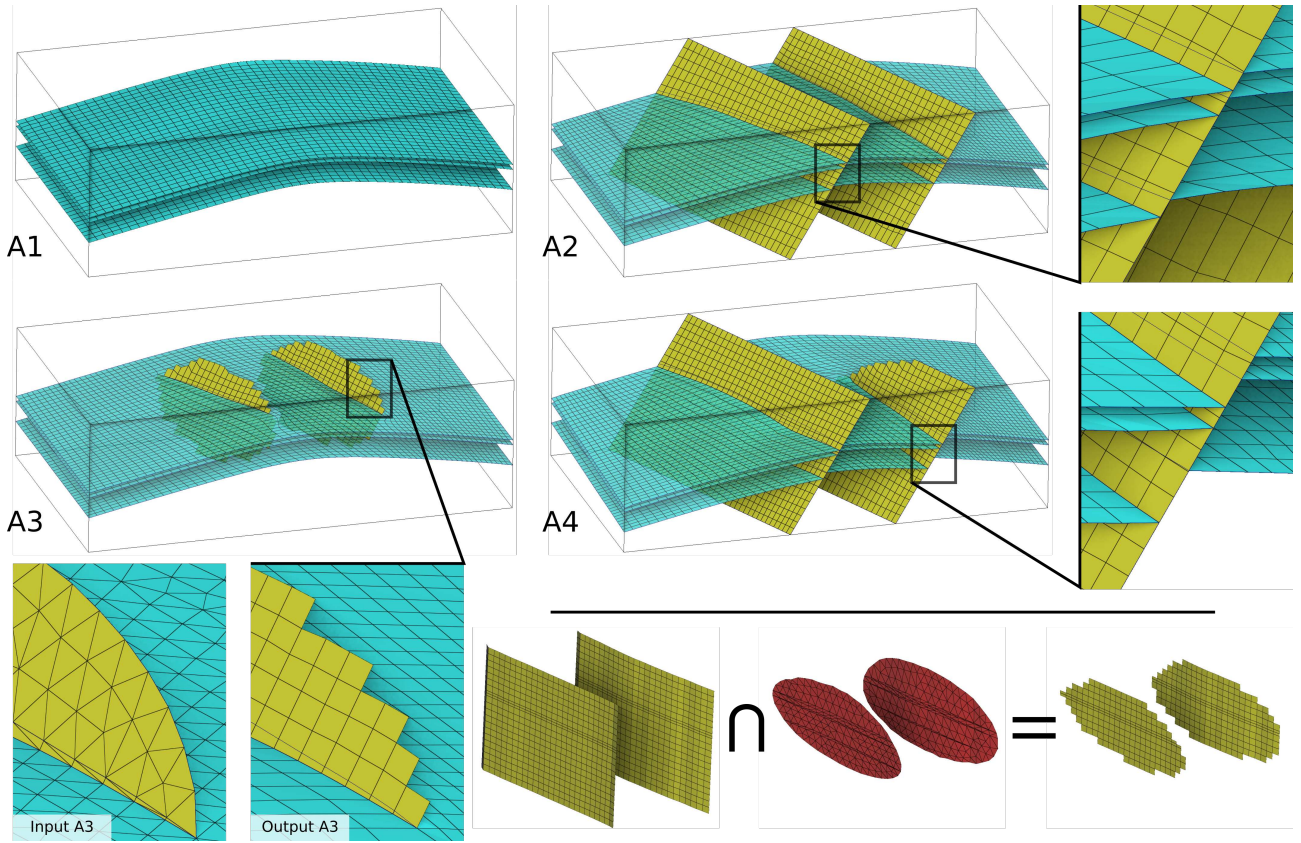 A1
A2
A3
A4
Input A3
Output A3
∩
=